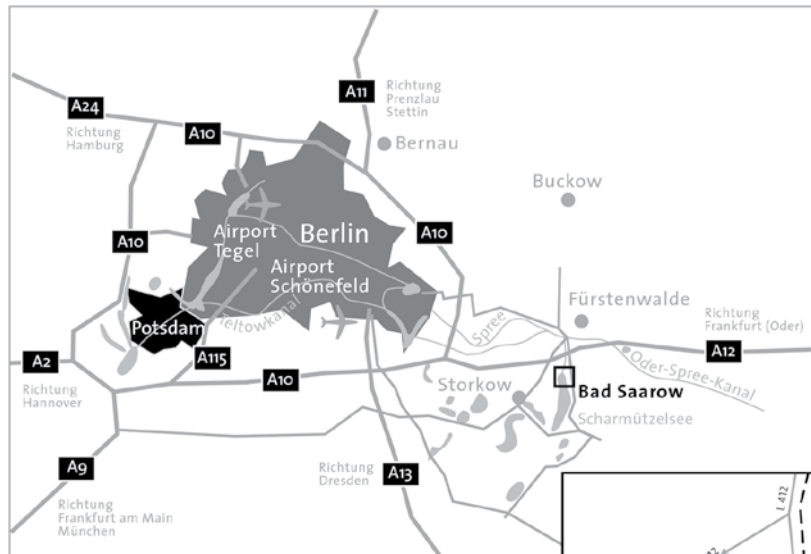 A11
Richtung
Prenzlau
Stettin
A24
Richtung
Hamburg
A10
Bernau
Buckow
A10
Airport
Tegel
Berlin
A10
Airport
Schönefeld
Fürstenwalde
Potsdam
Teltowkanal
Spree
Richtung
Frankfurt (Oder)
A2
A115
A12
Richtung
Hannover
A10
Storkow
Bad Saarow
Oder-Spree-Kanal
Scharmützelsee
A9
Richtung
Dresden
A13
Richtung
Frankfurt am Main
München
L 412